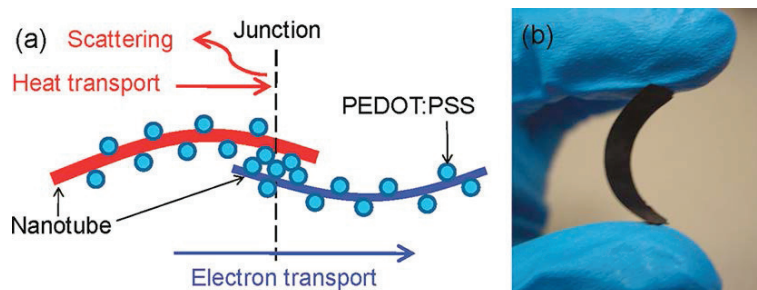 (a)
Scattering
Junction
Heat transport
PEDOT:PSS
Nanotube
Electron transport
(b)